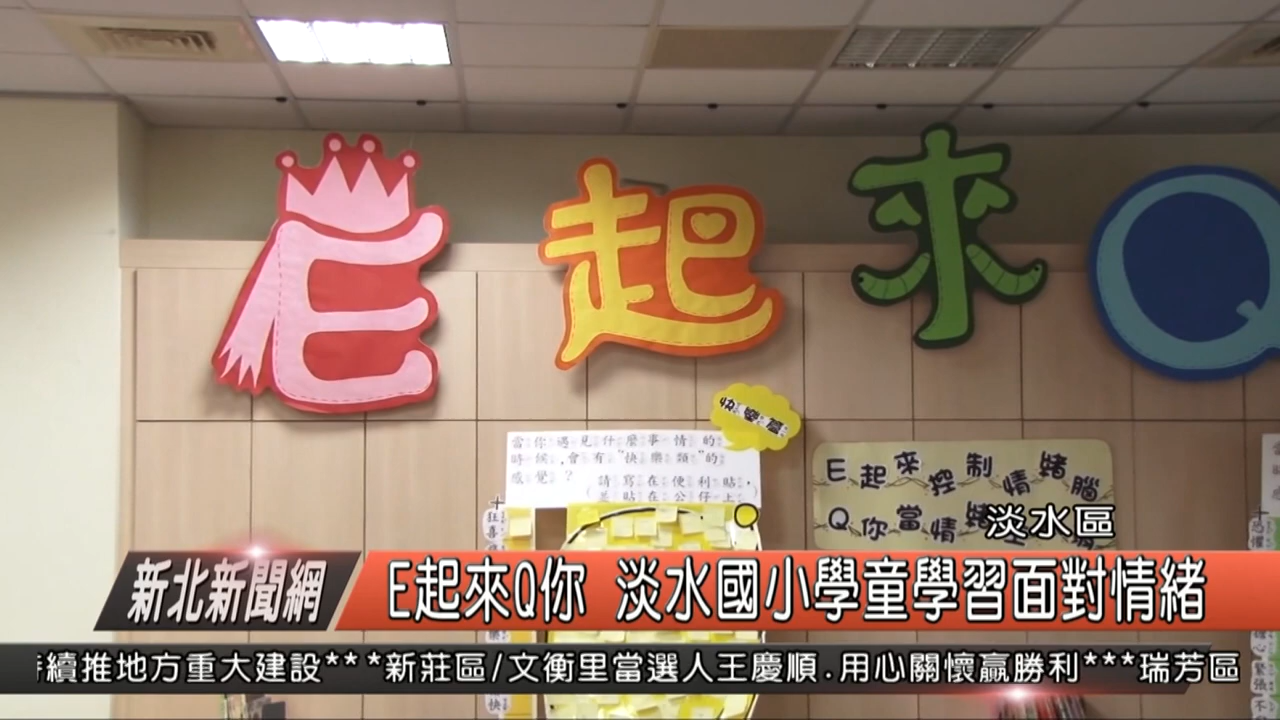 E起來Q
快樂篇
當你遇見什麼事情的
時候,會有"快樂類"的
感覺?
請寫在便利貼,
並貼在公仔上
E起來控制情緒腦
Q你當情緒
淡水區
新北新聞網
E起來Q你 淡水國小學童學習面對情緒
持續推地方重大建設***新莊區/文衡里當選人王慶順.用心關懷贏勝利***瑞芳區
狂喜